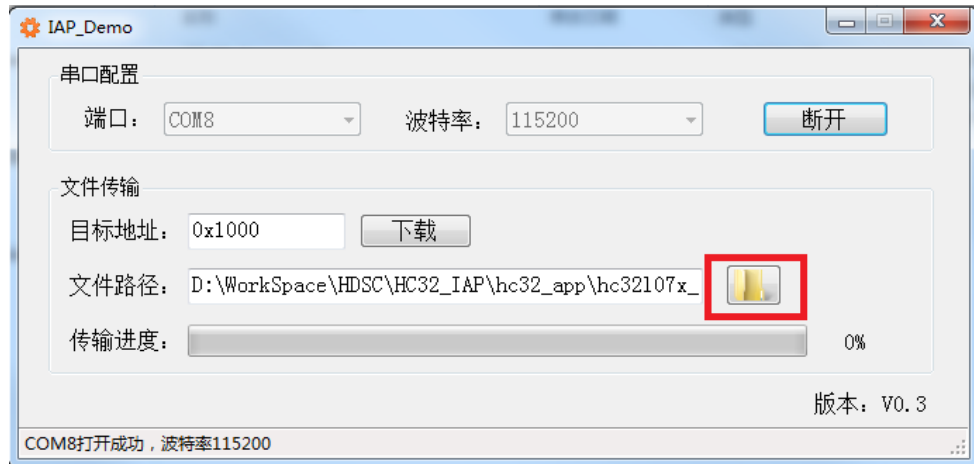 IAP_Demo
串口配置
端口： COM8 波特率： 115200 断开
文件传输
目标地址： 0x1000 下载
文件路径： D:\WorkSpace\HDSC\HC32_IAP\hc32_app\hc32l07x_
传输进度： 0%
版本：V0.3
COM8打开成功，波特率115200